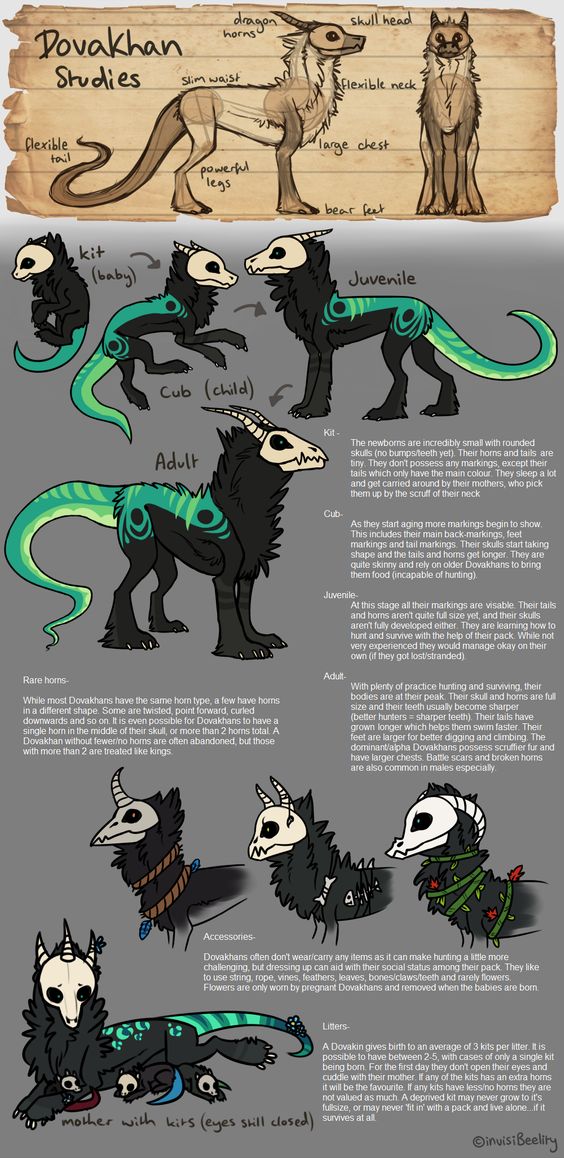 Dovakhan
Studies
dragon
horns
skull head
slim waist
flexible neck
flexible
tail
large chest
powerful
legs
bear feet
kit
(baby)
Juvenile
Cub (child)
Adult
Kit -
The newborns are incredibly small with rounded
skulls (no bumps/teeth yet). Their horns and tails are
tiny. They don't possess any markings, except their
tails which only have the main colour. They sleep a lot
and get carried around by their mothers, who pick
them up by the scruff of their neck
Cub-
As they start aging more markings begin to show.
This includes their main back-markings, feet
markings and tail markings. Their skulls start taking
shape and the tails and horns get longer. They are
quite skinny and rely on older Dovakhans to bring
them food (incapable of hunting).
Juvenile-
At this stage all their markings are visable. Their tails
and horns aren't quite full size yet, and their skulls
aren't fully developed either. They are learning how to
hunt and survive with the help of their pack. While not
very experienced they would manage okay on their
own (if they got lost/stranded).
Adult-
With plenty of practice hunting and surviving, their
bodies are at their peak. Their skull and horns are full
size and their teeth usually become sharper
(better hunters = sharper teeth). Their tails have
grown longer which helps them swim faster. Their
feet are larger for better digging and climbing. The
dominant/alpha Dovakhans possess scruffier fur and
have larger chests. Battle scars and broken horns
are also common in males especially.
Rare horns-
While most Dovakhans have the same horn type, a few have horns
in a different shape. Some are twisted, point forward, curled
downwards and so on. It is even possible for Dovakhans to have a
single horn in the middle of their skull, or more than 2 horns total. A
Dovakhan without fewer/no horns are often abandoned, but those
with more than 2 are treated like kings.
Accessories-
Dovakhans often don't wear/carry any items as it can make hunting a little more
challenging, but dressing up can aid with their social status among their pack. They like
to use string, rope, vines, feathers, leaves, bones/claws/teeth and rarely flowers.
Flowers are only worn by pregnant Dovakhans and removed when the babies are born.
Litters-
A Dovakin gives birth to an average of 3 kits per litter. It is
possible to have between 2-5, with cases of only a single kit
being born. For the first day they don't open their eyes and
cuddle with their mother. If any of the kits has an extra horns
it will be the favourite. If any kits have less/no horns they are
not valued as much. A deprived kit may never grow to it's
fullsize, or may never 'fit in' with a pack and live alone...if it
survives at all.
mother with kits (eyes still closed)
©invisiBeelity